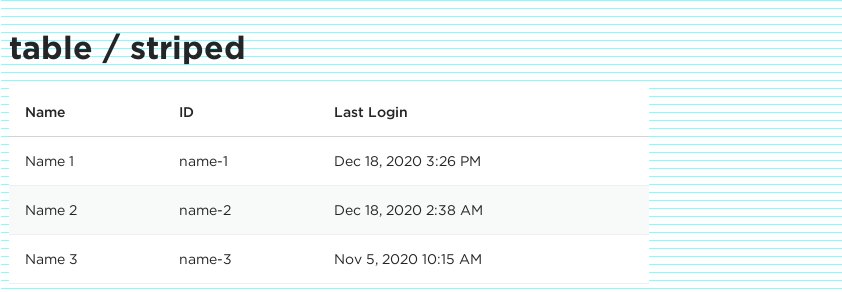 table / striped
Name ID Last Login
Name 1 name-1 Dec 18, 2020 3:26 PM
Name 2 name-2 Dec 18, 2020 2:38 AM
Name 3 name-3 Nov 5, 2020 10:15 AM